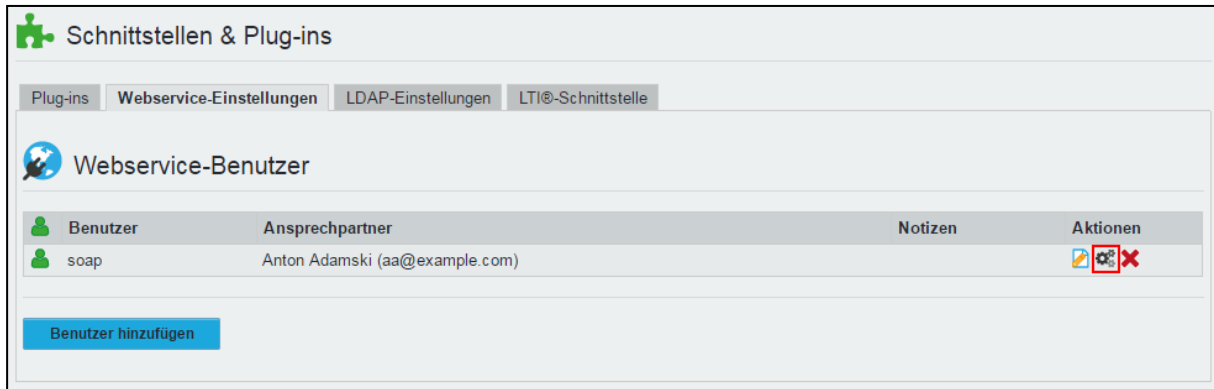 Schnittstellen & Plug-ins
Plug-ins Webservice-Einstellungen LDAP-Einstellungen LTI®-Schnittstelle
Webservice-Benutzer
Benutzer Ansprechpartner Notizen Aktionen
soap Anton Adamski (aa@example.com)
Benutzer hinzufügen